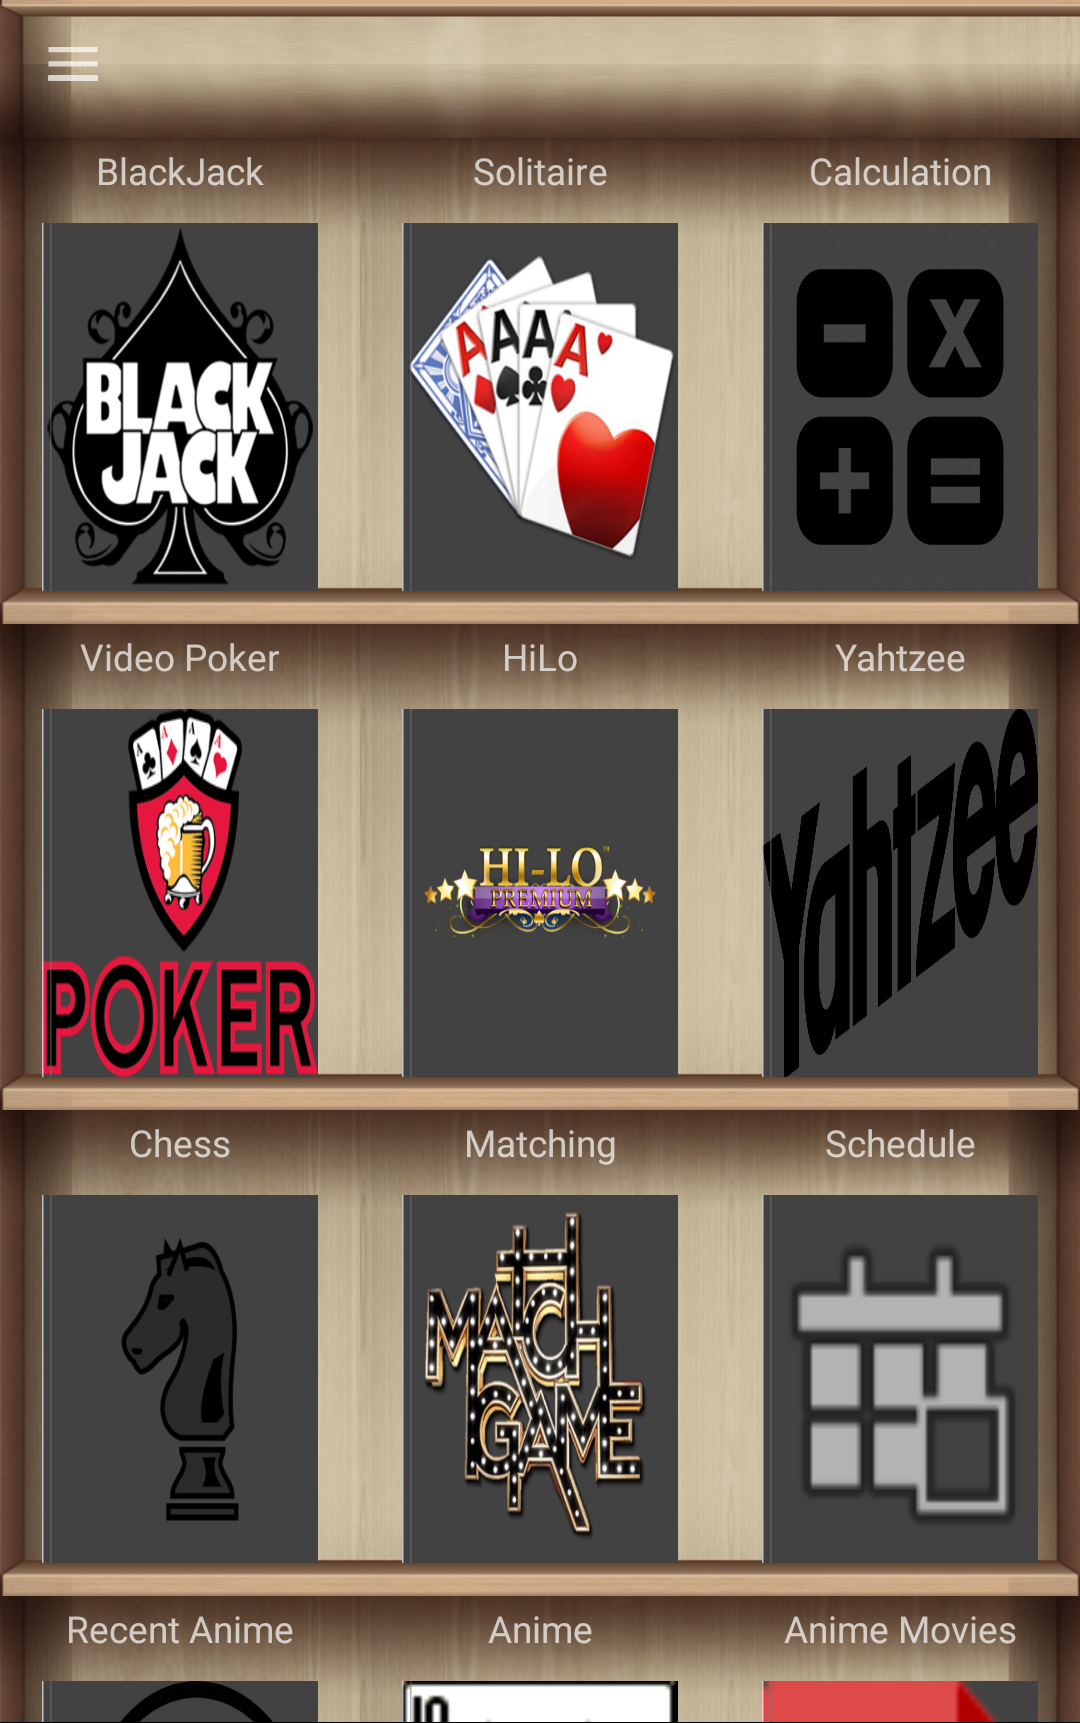 BlackJack
Solitaire
Calculation
BLACK
JACK
A A A A
- X
+ =
Video Poker
HiLo
Yahtzee
A A A A
POKER
HI-LO™
PREMIUM
Yahtzee
Chess
Matching
Schedule
MATCH
GAME
Recent Anime
Anime
Anime Movies